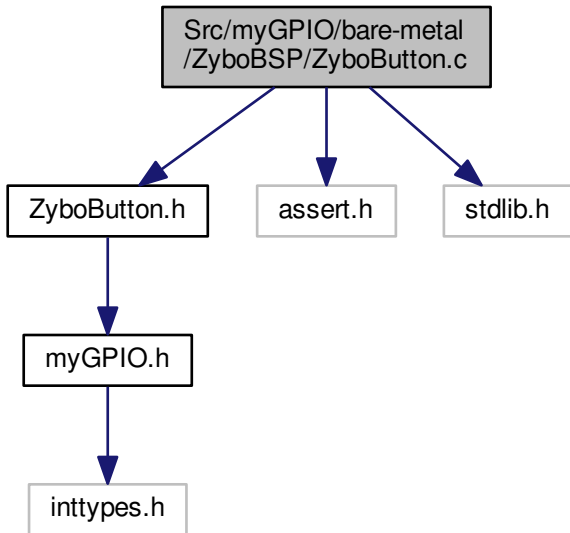 Src/myGPIO/bare-metal
/ZyboBSP/ZyboButton.c
ZyboButton.h
assert.h
stdlib.h
myGPIO.h
inttypes.h